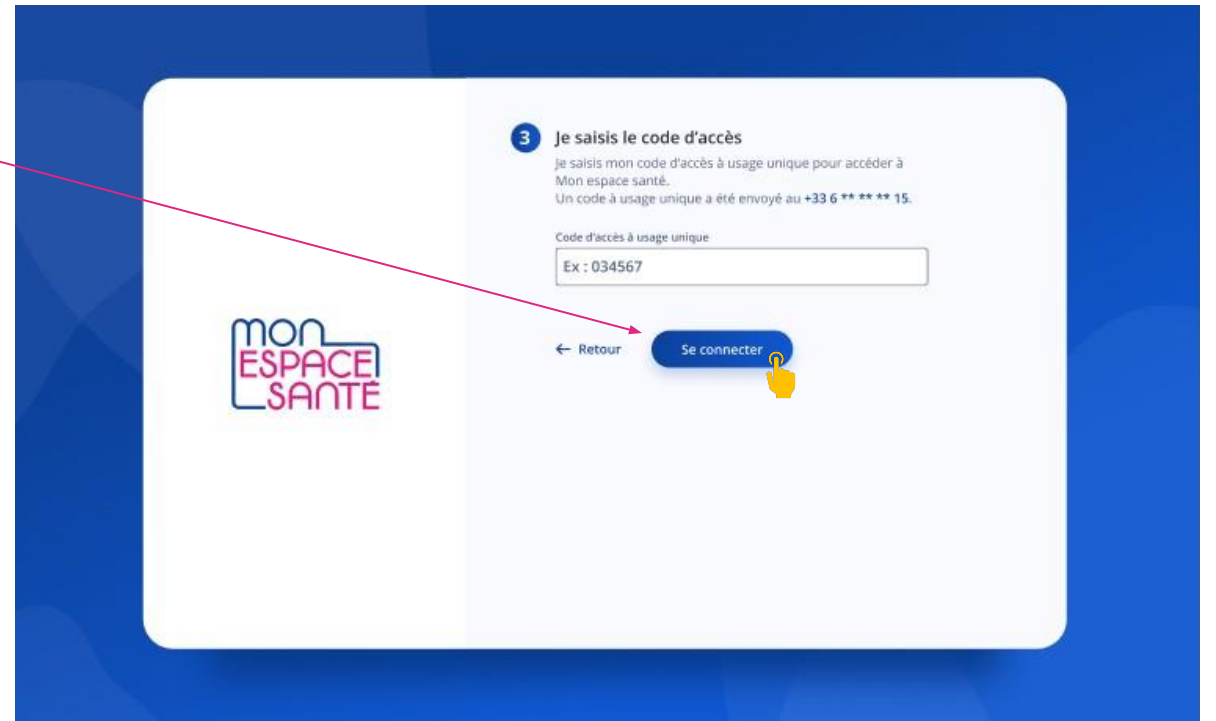 3 Je saisis le code d'accès
Je saisis mon code d'accès à usage unique pour accéder à
Mon espace santé.
Un code à usage unique a été envoyé au +33 6 ** ** ** 15.
Code d'accès à usage unique
Ex : 034567
← Retour Se connecter
mon
ESPACE
SANTÉ